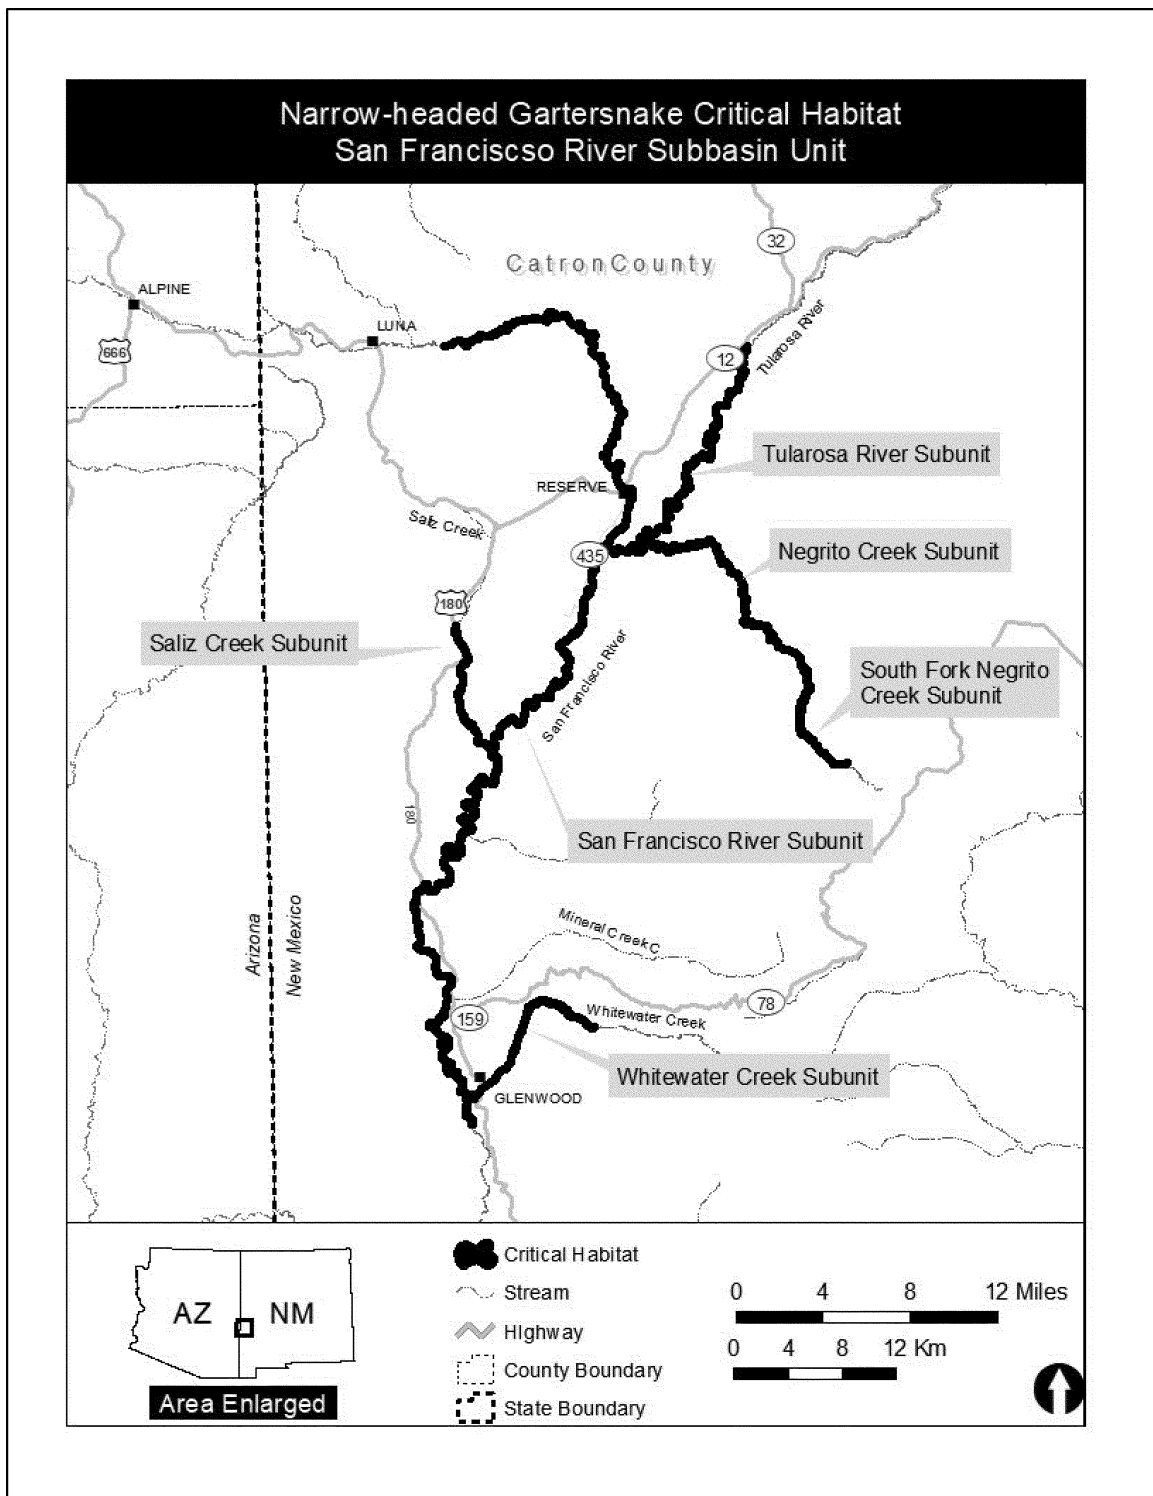 Narrow-headed Gartersnake Critical Habitat
San Franciscso River Subbasin Unit
32
Catron County
ALPINE
LUNA
Tularosa River
666
12
Tularosa River Subunit
RESERVE
Saliz Creek
Negrito Creek Subunit
435
180
Saliz Creek Subunit
San Francisco River
South Fork Negrito
Creek Subunit
180
San Francisco River Subunit
Arizona
New Mexico
Mineral Creek C
159
78
Whitewater Creek
Whitewater Creek Subunit
GLENWOOD
AZ NM
Area Enlarged
Critical Habitat
Stream
HIghway
County Boundary
State Boundary
0 4 8 12 Miles
0 4 8 12 Km